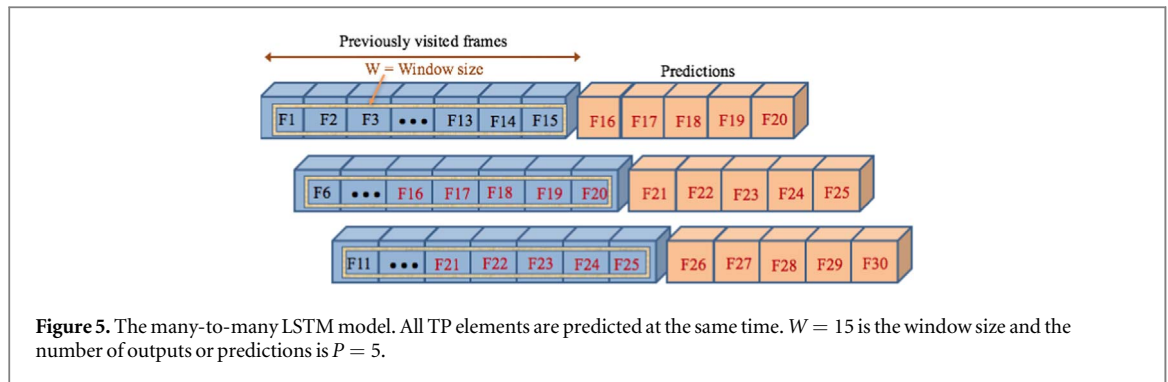 Previously visited frames
W = Window size
Predictions
F1 F2 F3 ••• F13 F14 F15 F16 F17 F18 F19 F20
F6 ••• F16 F17 F18 F19 F20 F21 F22 F23 F24 F25
F11 ••• F21 F22 F23 F24 F25 F26 F27 F28 F29 F30
Figure 5. The many-to-many LSTM model. All TP elements are predicted at the same time. W = 15 is the window size and the
number of outputs or predictions is P = 5.